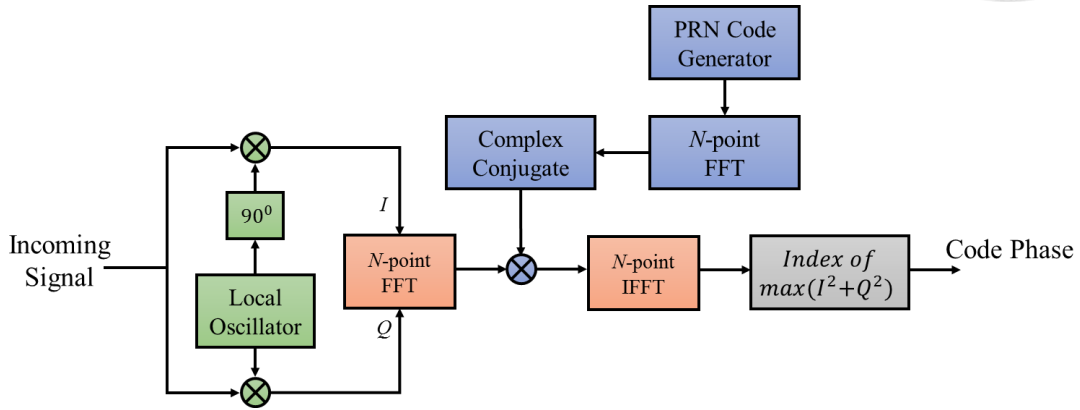 PRN Code
Generator
Complex
Conjugate
N-point
FFT
90⁰
I
Incoming
Signal
N-point
FFT
N-point
IFFT
Index of
max(I²+Q²)
Code Phase
Local
Oscillator
Q